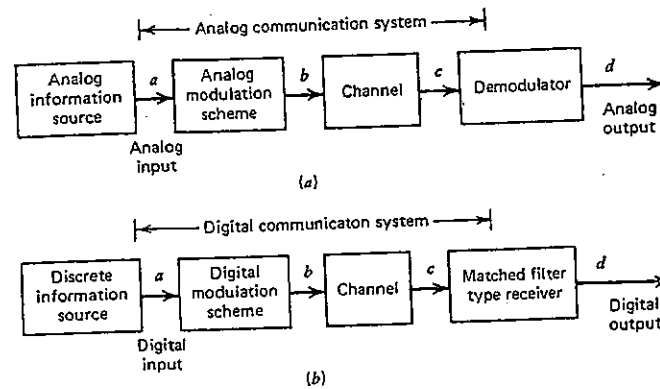 Analog communication system
Analog information source
a
Analog modulation scheme
b
Channel
c
Demodulator
d
Analog input
Analog output
(a)
Digital communicaton system
Discrete information source
a
Digital modulation scheme
b
Channel
c
Matched filter type receiver
d
Digital input
Digital output
(b)